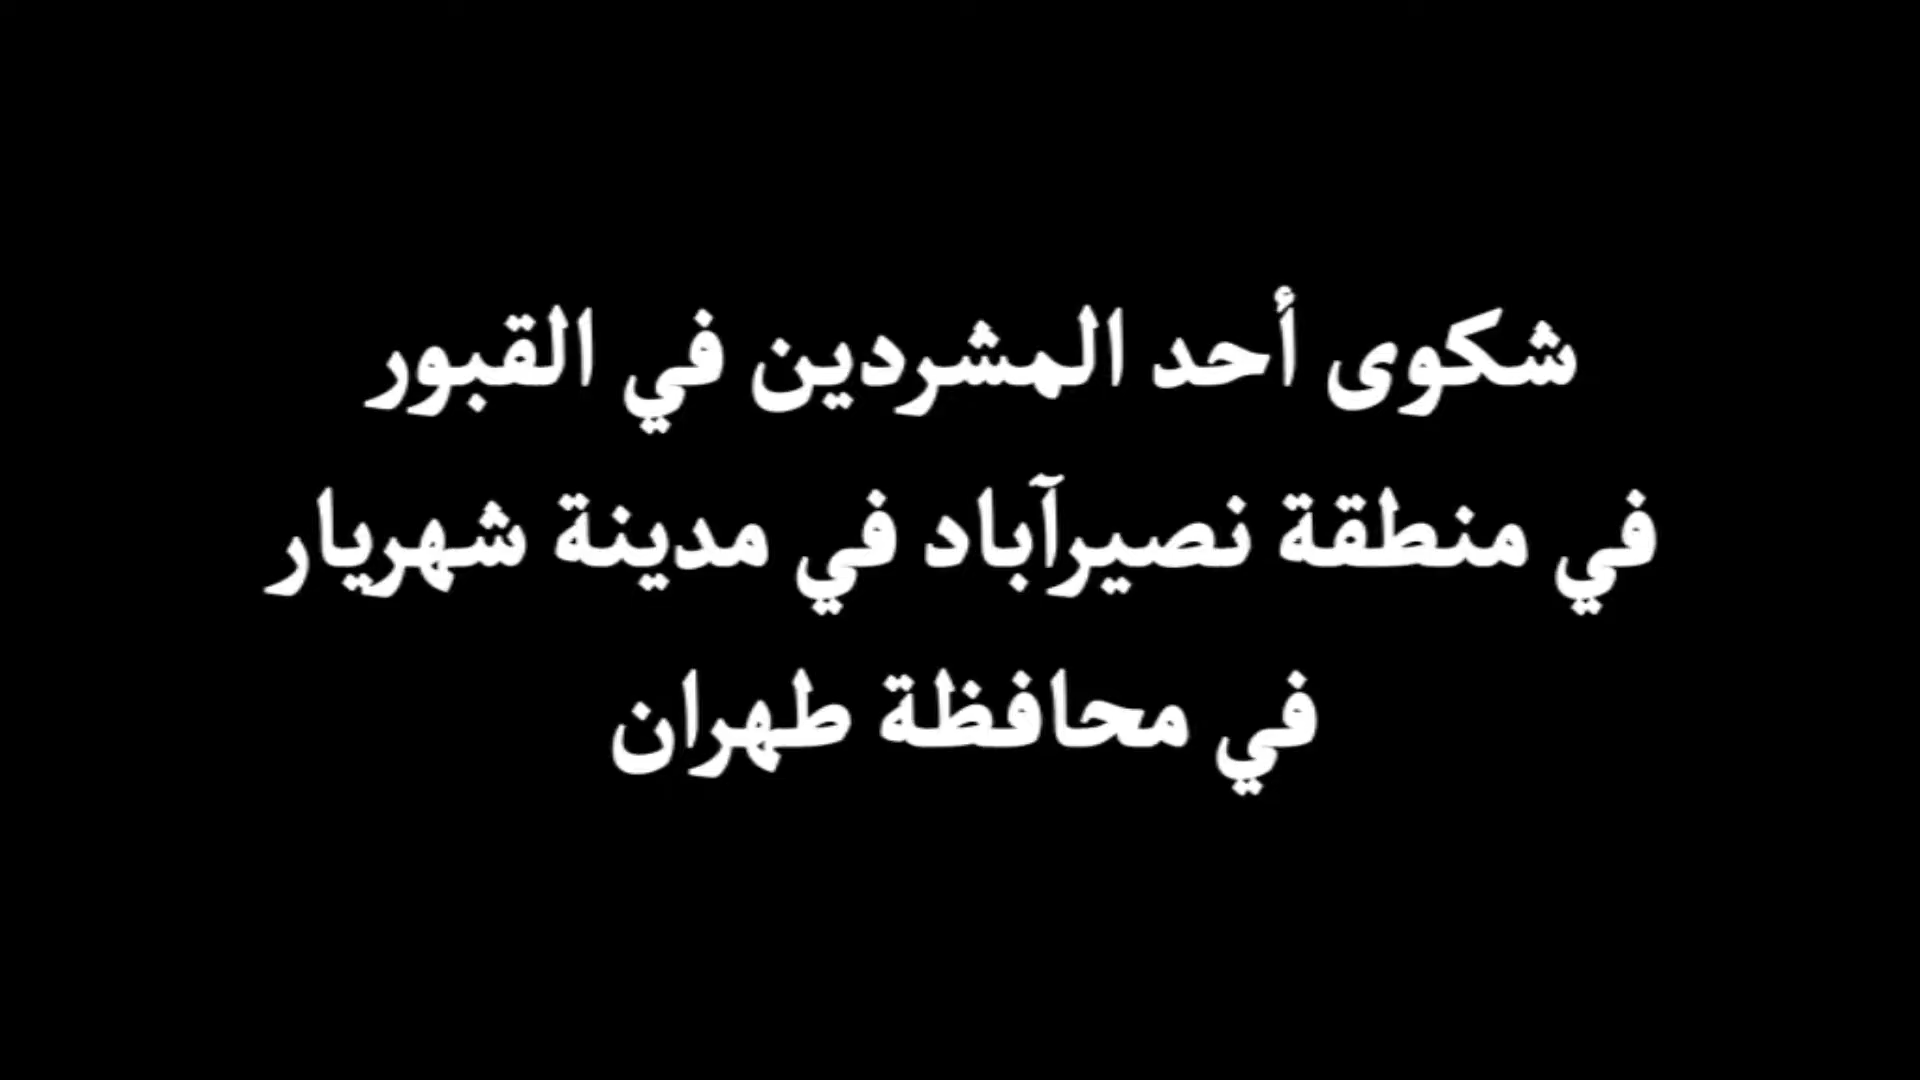 شكوى أحد المشردين في القبور
في منطقة نصيرآباد في مدينة شهريار
في محافظة طهران